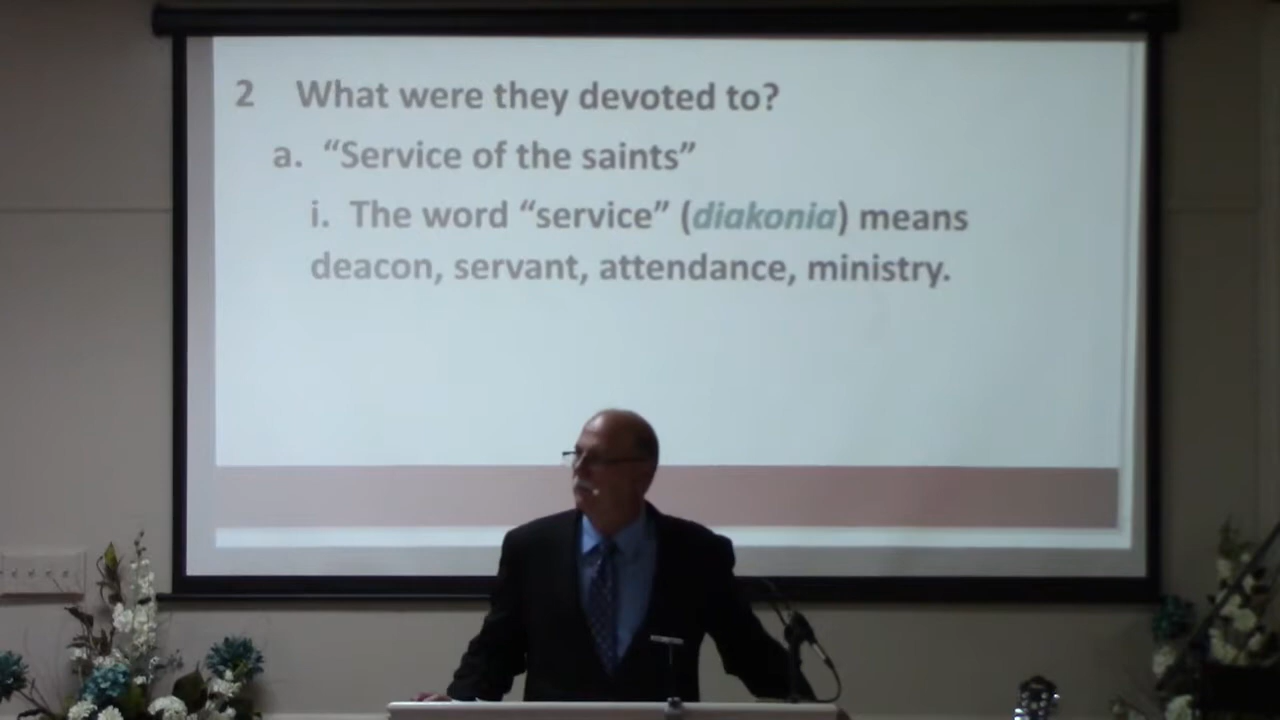 2 What were they devoted to?
a. “Service of the saints”
i. The word “service” (diakonia) means
deacon, servant, attendance, ministry.